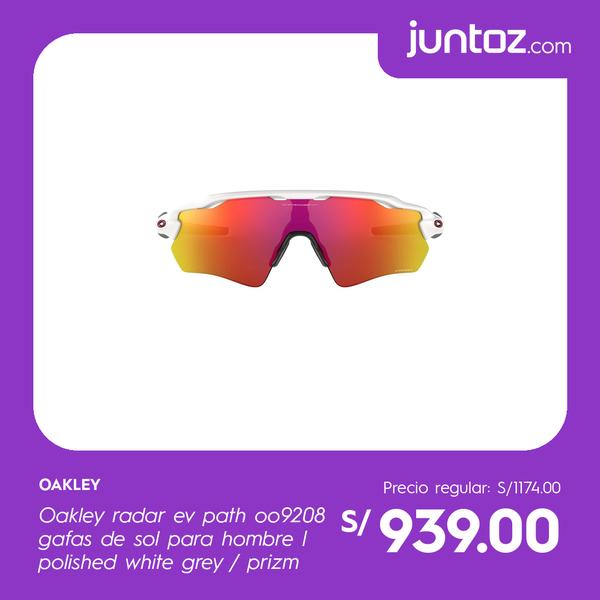 juntoz.com
OAKLEY
Oakley radar ev path oo9208
gafas de sol para hombre |
polished white grey / prizm
Precio regular: S/1174.00
S/ 939.00